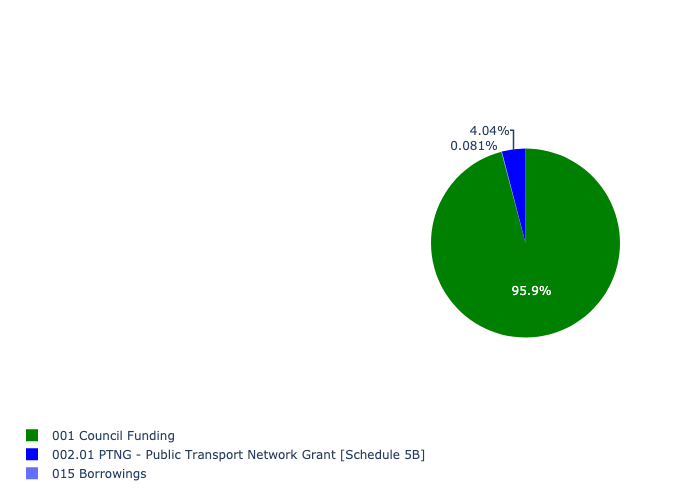 4.04%
0.081%
95.9%
001 Council Funding
002.01 PTNG - Public Transport Network Grant [Schedule 5B]
015 Borrowings